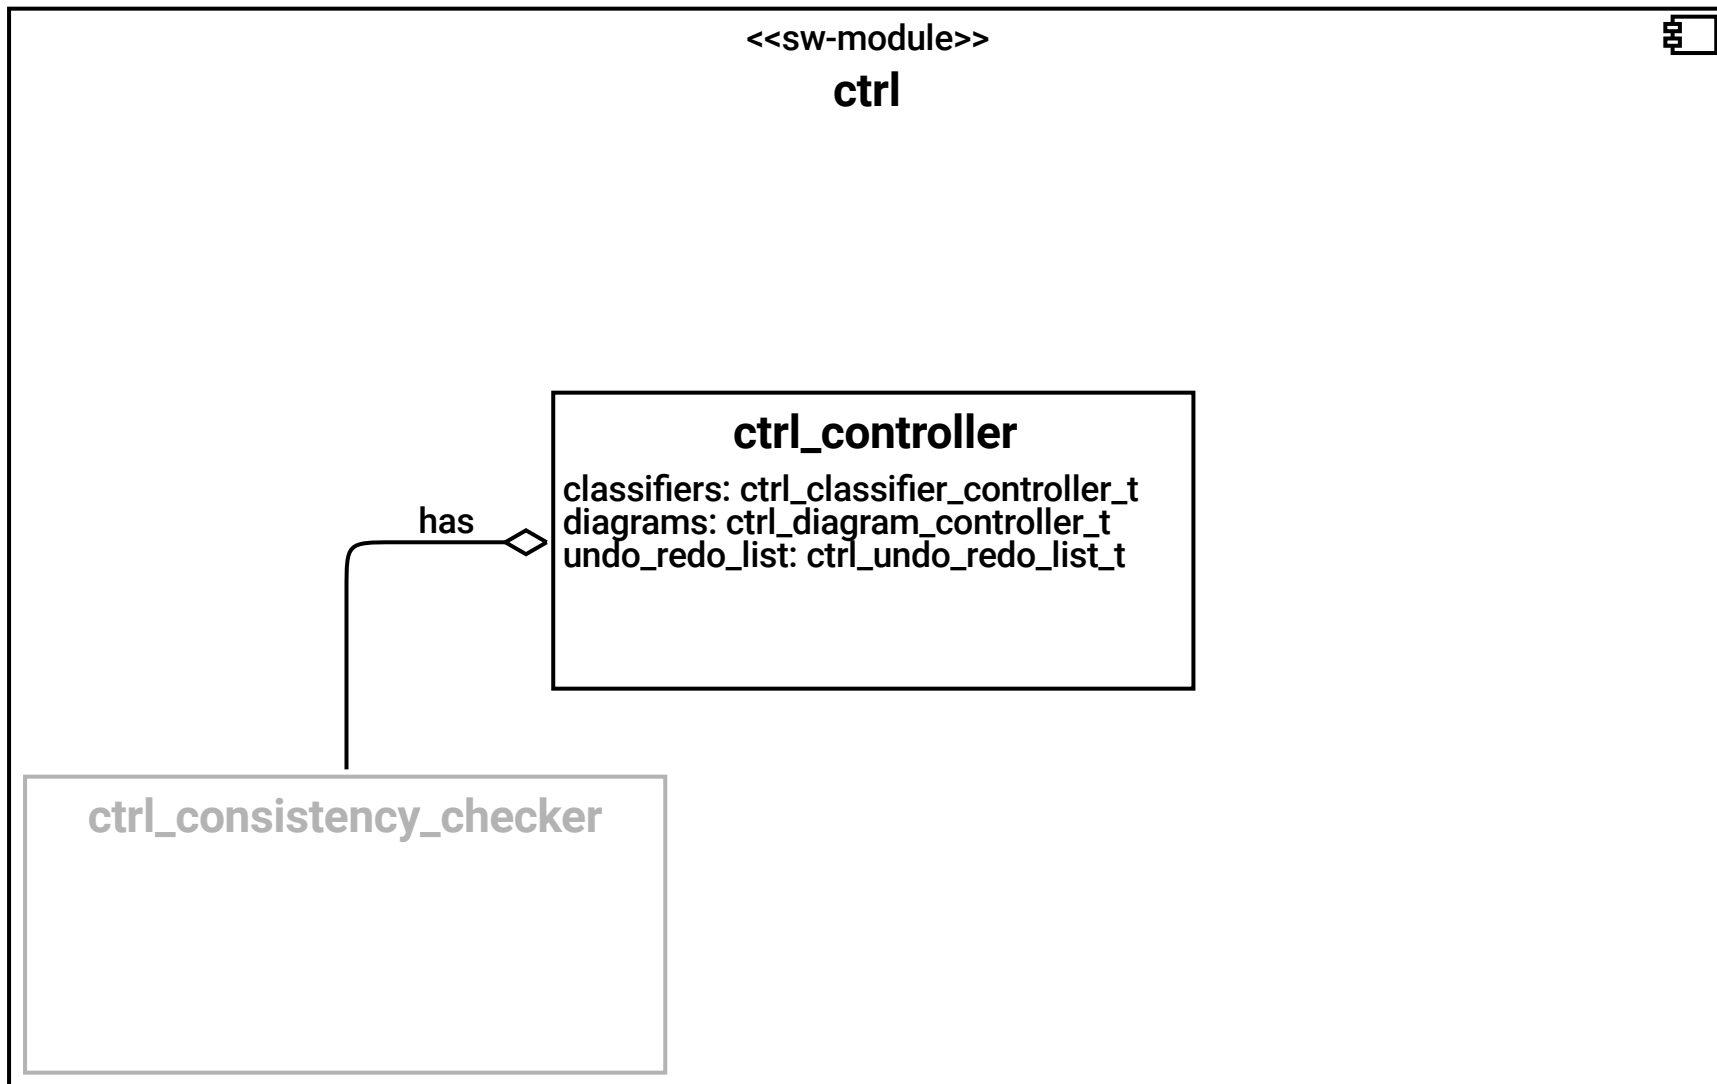 <<sw-module>>
ctrl
ctrl_controller
classifiers: ctrl_classifier_controller_t
diagrams: ctrl_diagram_controller_t
undo_redo_list: ctrl_undo_redo_list_t
has
ctrl_consistency_checker